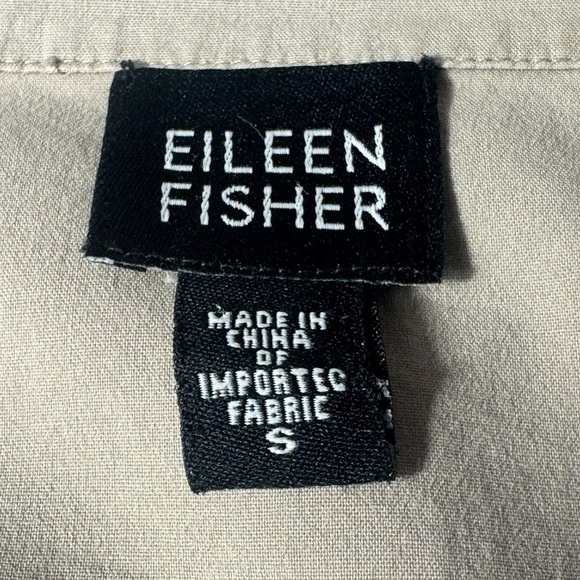 EILEEN
FISHER
MADE IN
CHINA
OF
IMPORTED
FABRIC
S